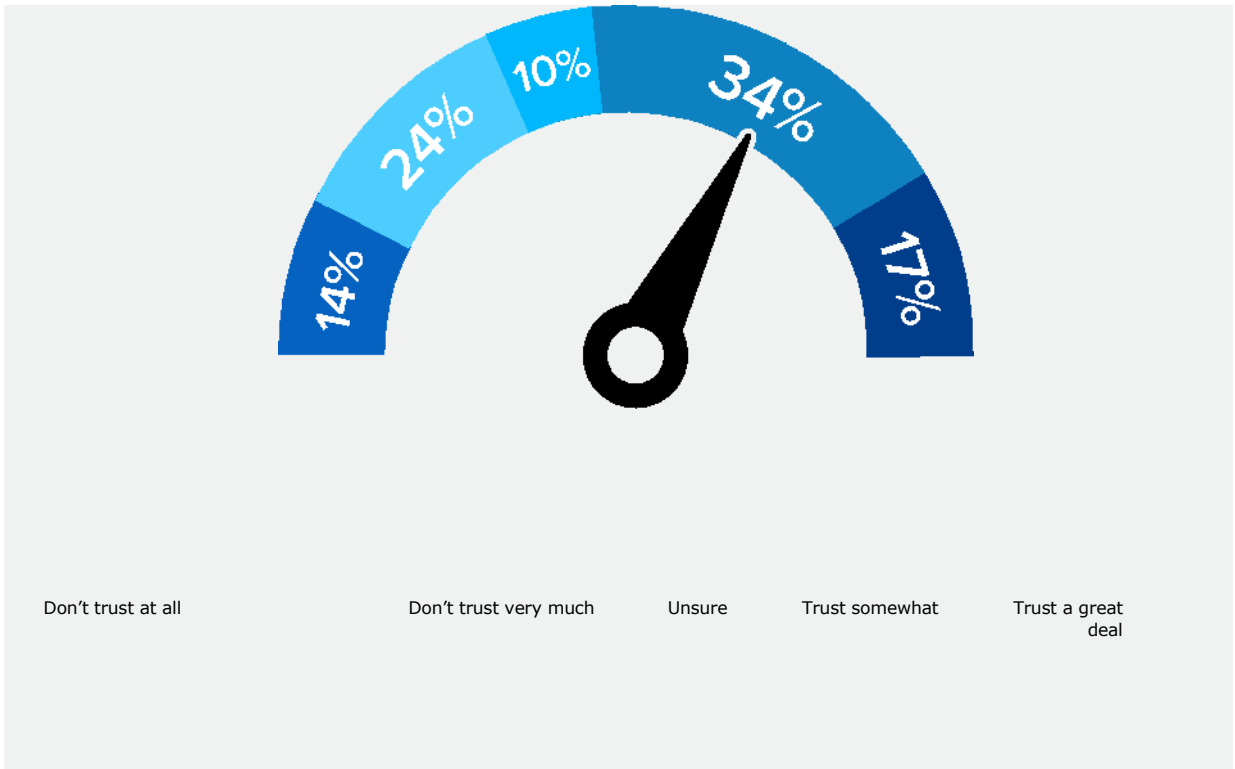 14%
24%
10%
34%
17%
Don’t trust at all
Don’t trust very much
Unsure
Trust somewhat
Trust a great
deal